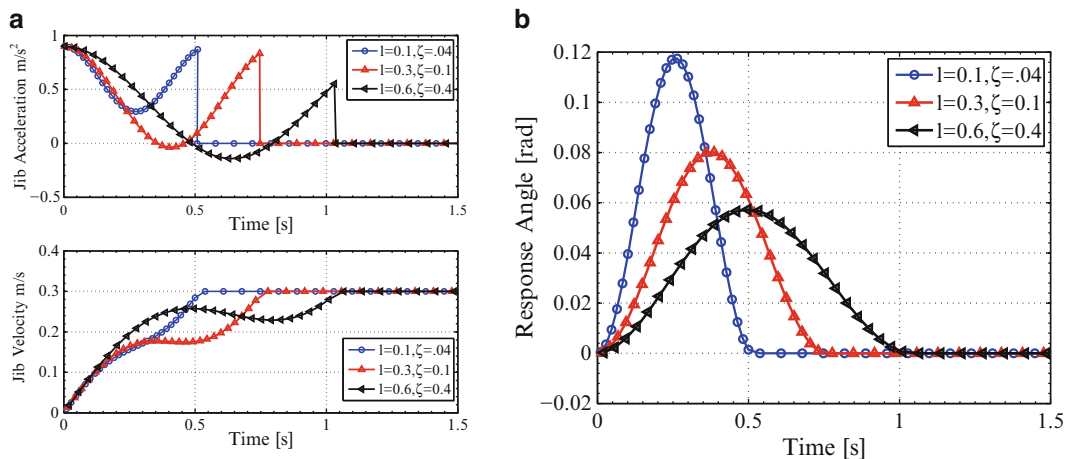 a
Jib Acceleration m/s²
1
0.5
0
−0.5
0
0.5
1
1.5
Time [s]
l=0.1,ζ=.04
l=0.3,ζ=0.1
l=0.6,ζ=0.4
Jib Velocity m/s
0.4
0.3
0.2
0.1
0
0
0.5
1
1.5
Time [s]
l=0.1,ζ=.04
l=0.3,ζ=0.1
l=0.6,ζ=0.4
b
Response Angle [rad]
0.12
0.1
0.08
0.06
0.04
0.02
0
−0.02
0
0.5
1
1.5
Time [s]
l=0.1,ζ=.04
l=0.3,ζ=0.1
l=0.6,ζ=0.4